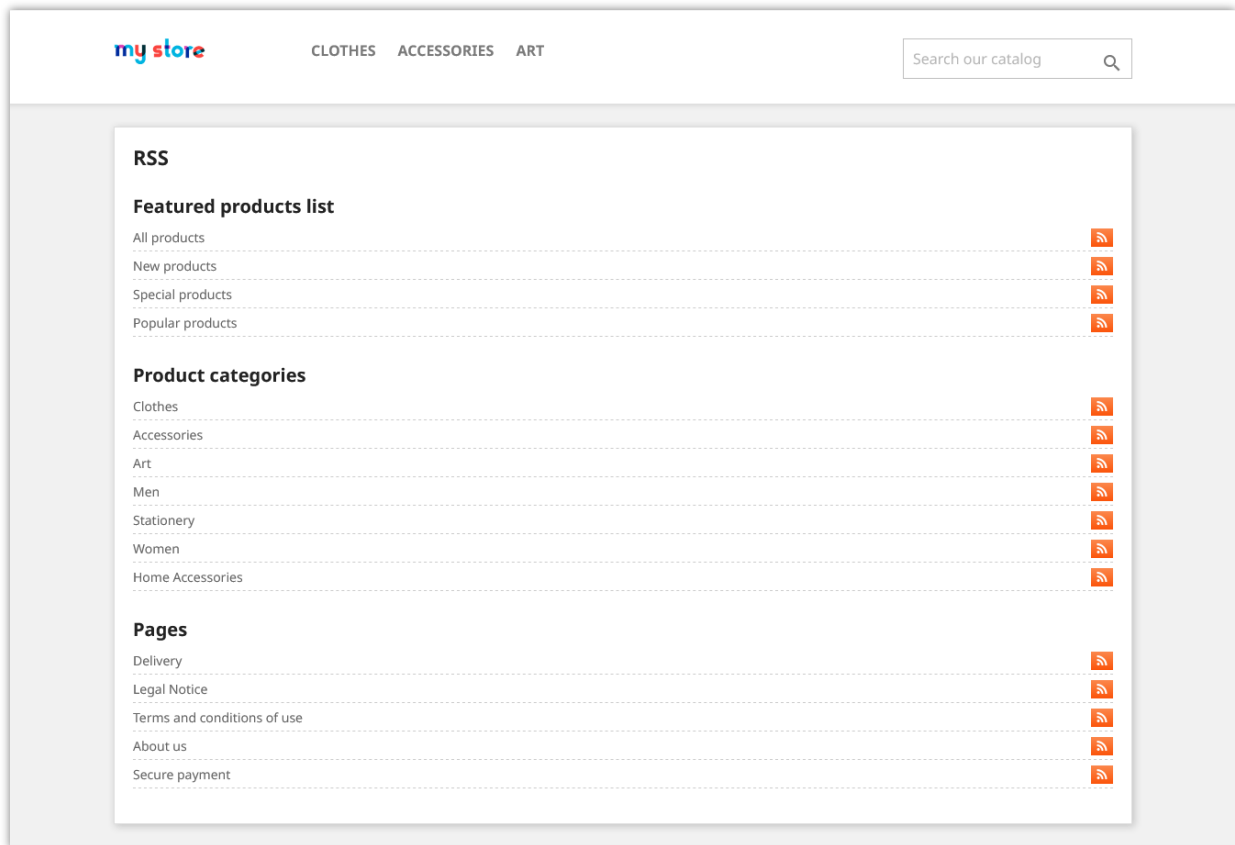 my store
CLOTHES ACCESSORIES ART
Search our catalog
RSS
Featured products list
All products
New products
Special products
Popular products
Product categories
Clothes
Accessories
Art
Men
Stationery
Women
Home Accessories
Pages
Delivery
Legal Notice
Terms and conditions of use
About us
Secure payment